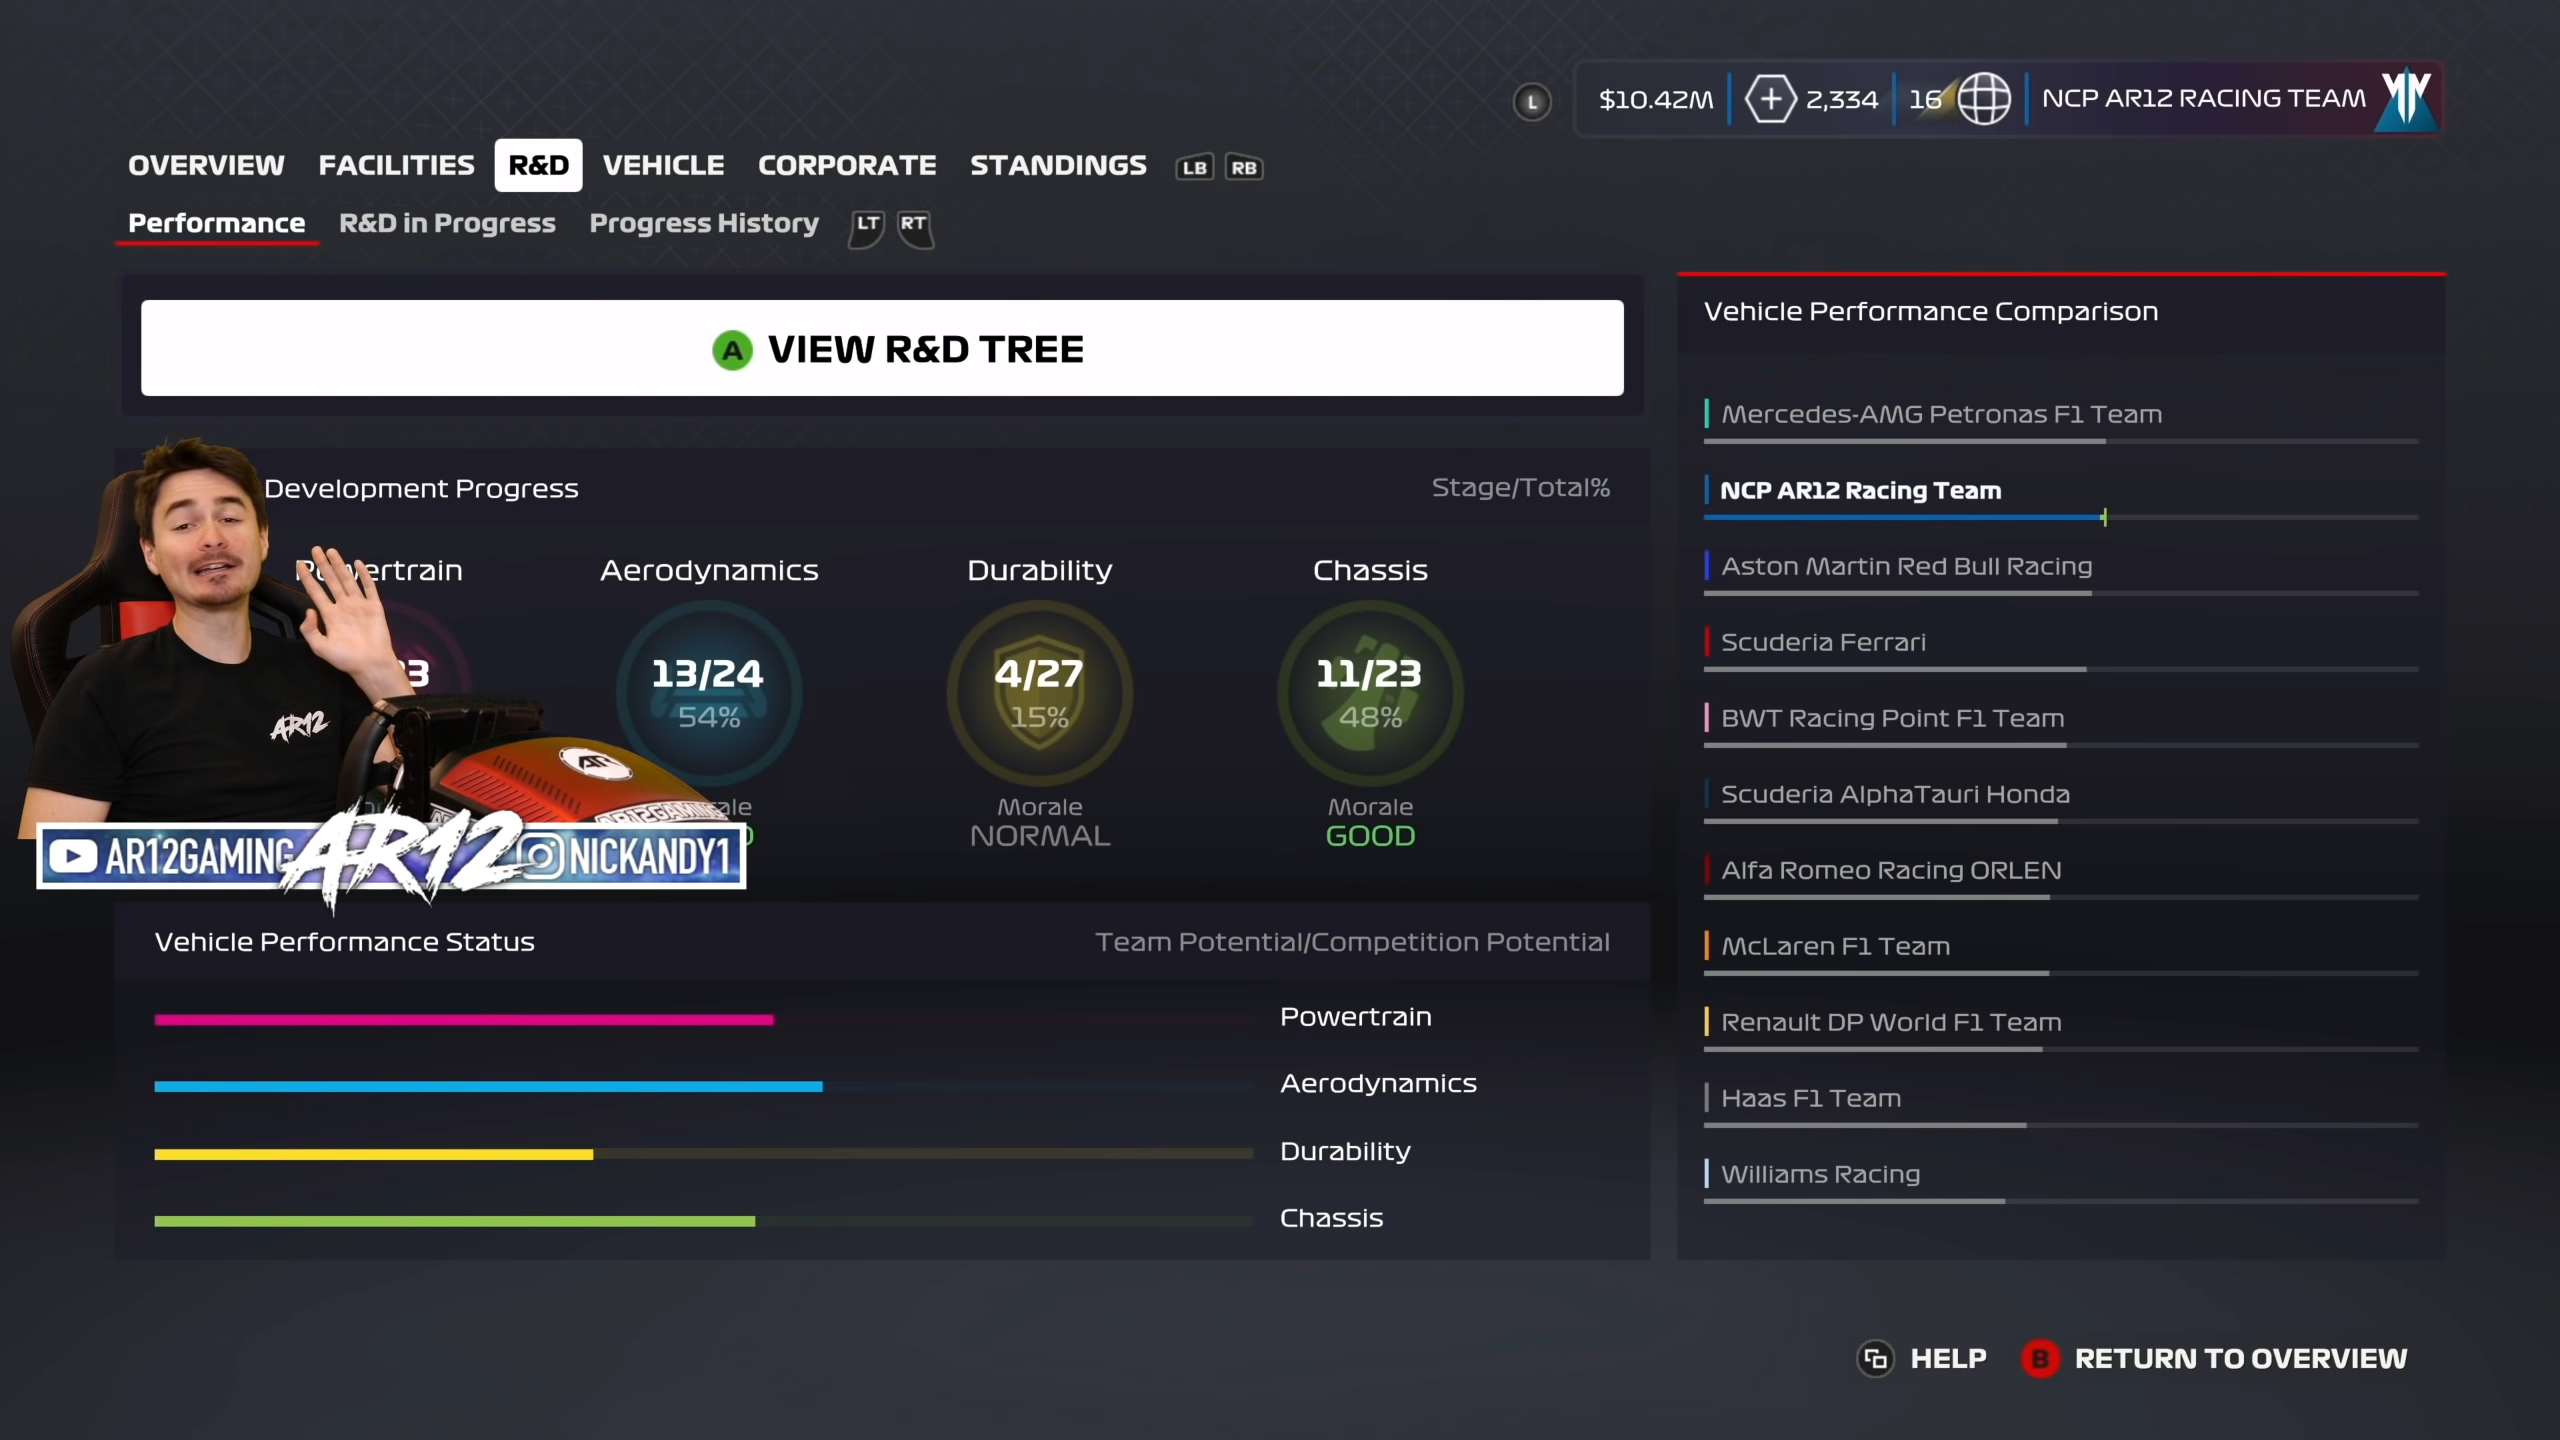 L $10.42M 2,334 16 NCP AR12 RACING TEAM
OVERVIEW FACILITIES R&D VEHICLE CORPORATE STANDINGS LB RB
Performance R&D in Progress Progress History LT RT
A VIEW R&D TREE
Development Progress Stage/Total%
Aerodynamics Durability Chassis
13/24 4/27 11/23
54% 15% 48%
AR12
Morale Morale
NORMAL GOOD
AR12GAMING AR12 NICKANDY1
Vehicle Performance Status Team Potential/Competition Potential
Powertrain
Aerodynamics
Durability
Chassis
Vehicle Performance Comparison
Mercedes-AMG Petronas F1 Team
NCP AR12 Racing Team
Aston Martin Red Bull Racing
Scuderia Ferrari
BWT Racing Point F1 Team
Scuderia AlphaTauri Honda
Alfa Romeo Racing ORLEN
McLaren F1 Team
Renault DP World F1 Team
Haas F1 Team
Williams Racing
HELP B RETURN TO OVERVIEW